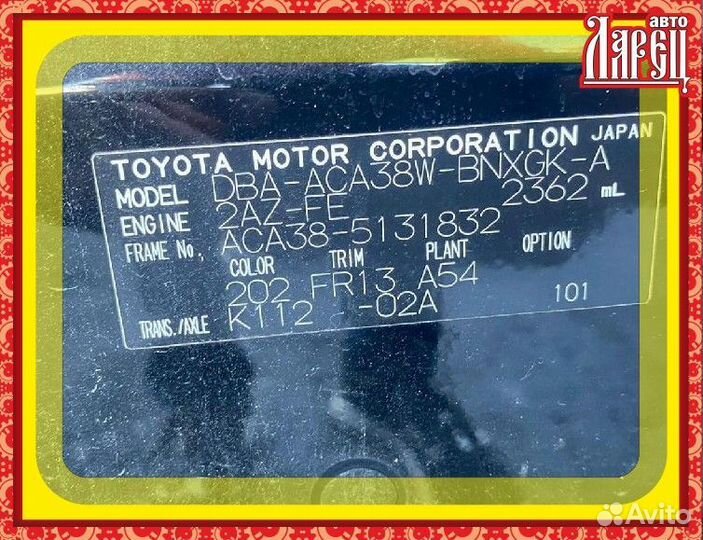 авто
Ларец
TOYOTA MOTOR CORPORATION JAPAN
MODEL DBA-ACA38W-BNXGK-A
ENGINE 2AZ-FE 2362 mL
FRAME No. ACA38-5131832
COLOR TRIM PLANT OPTION
202 FR13 A54
TRANS./AXLE K112 -02A 101
Avito